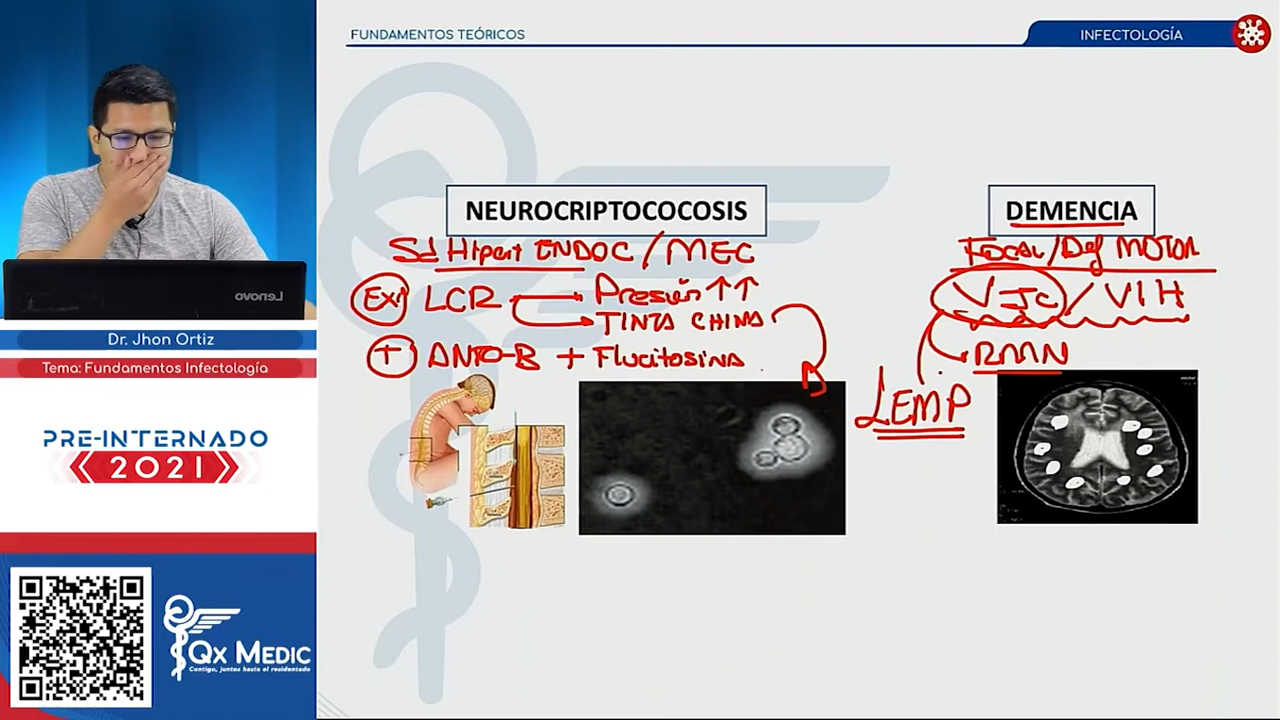 FUNDAMENTOS TEÓRICOS
INFECTOLOGÍA
NEUROCRIPTOCOCOSIS
Sd Hipert ENDOC / MEC
Ex LCR Presión ↑↑
TINTA CHINA
T ANFO-B + Flucitosina
DEMENCIA
Focal/Def MOTOR
VJC / VIH
RMN
LEMP
Lenovo
Dr. Jhon Ortiz
Tema: Fundamentos Infectología
PRE-INTERNADO
2021
QX MEDIC
Contigo, juntos hasta el residentado